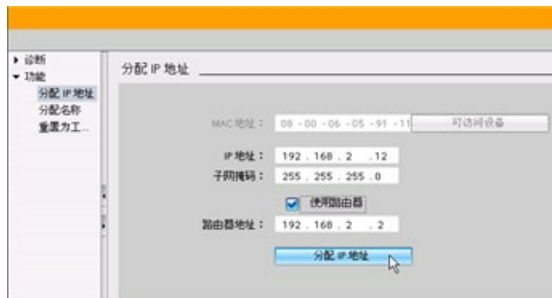 诊断
功能
分配 IP 地址
分配名称
重置为工...
分配 IP 地址
MAC 地址： 08 -00 -06 -05 -91 -11 可访问设备
IP 地址： 192 . 168 . 2 . 12
子网掩码： 255 . 255 . 255 . 0
使用路由器
路由器地址： 192 . 168 . 2 . 2
分配 IP 地址